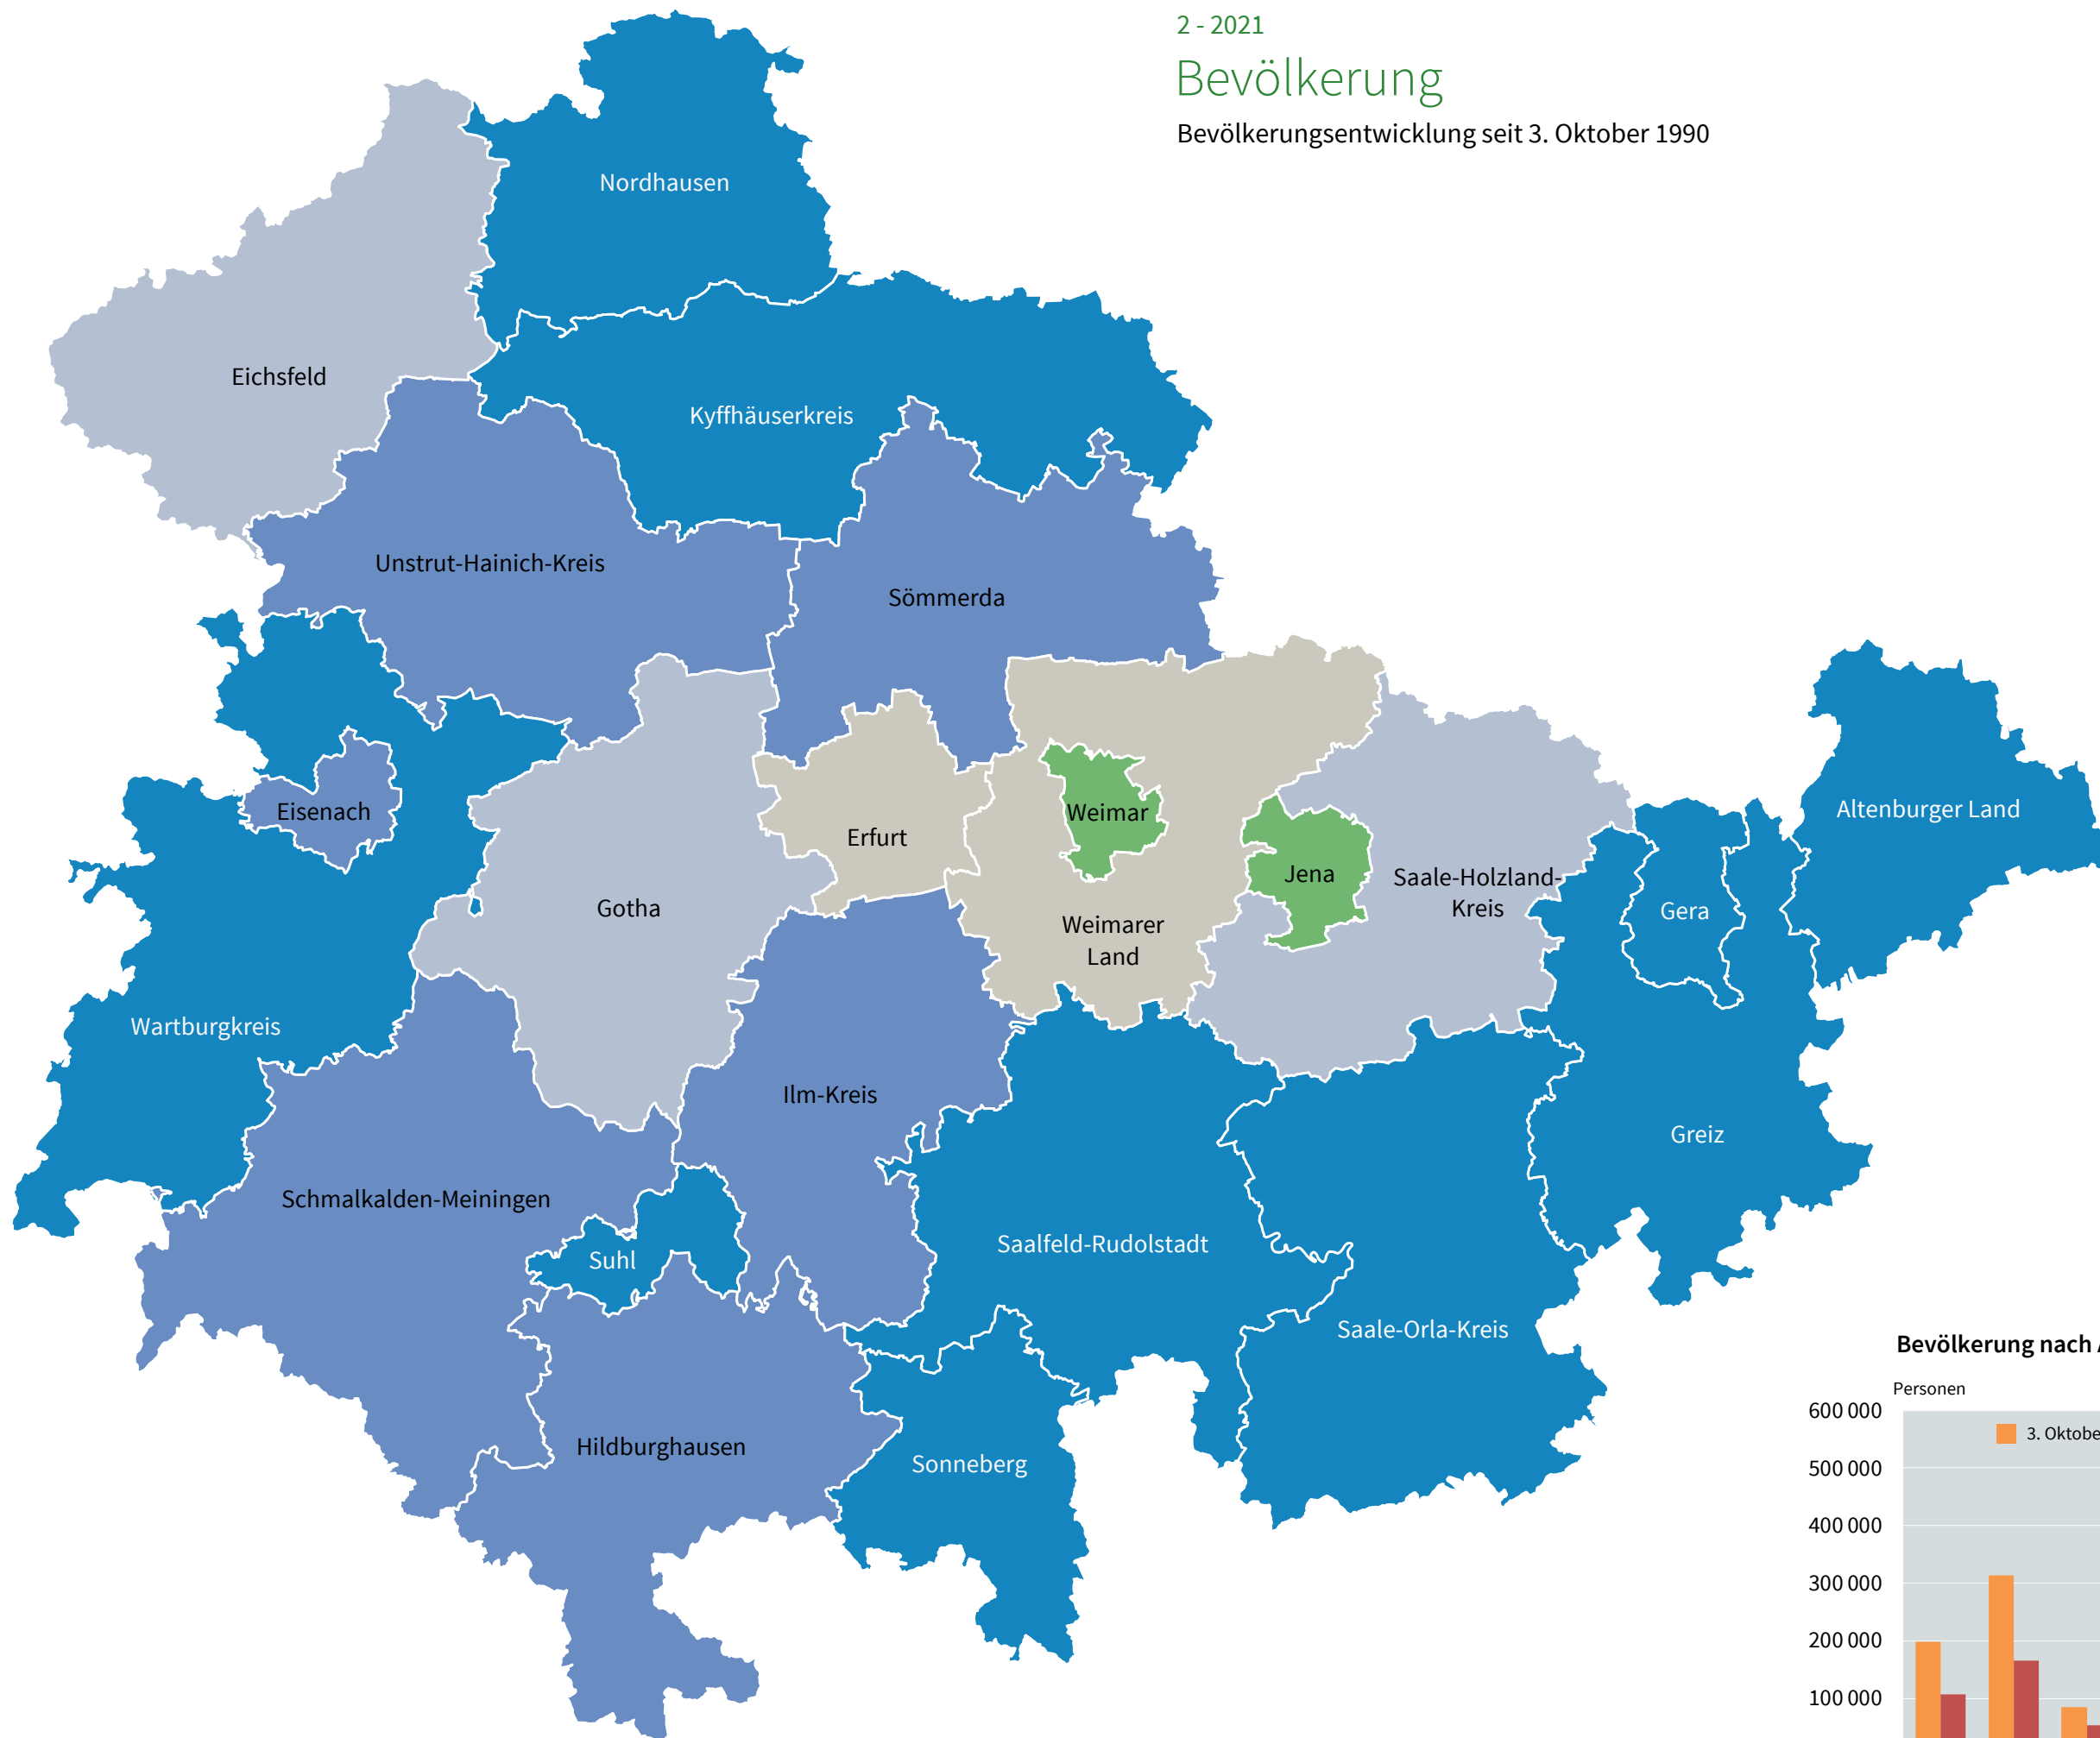 2 - 2021
Bevölkerung
Bevölkerungsentwicklung seit 3. Oktober 1990
Nordhausen
Eichsfeld
Kyffhäuserkreis
Unstrut-Hainich-Kreis
Sömmerda
Eisenach
Erfurt
Weimar
Jena
Saale-Holzland-
Kreis
Gera
Altenburger Land
Gotha
Weimarer
Land
Wartburgkreis
Ilm-Kreis
Greiz
Schmalkalden-Meiningen
Suhl
Saalfeld-Rudolstadt
Saale-Orla-Kreis
Hildburghausen
Sonneberg
Bevölkerung nach
Personen
600 000
3.
500 000
400 000
300 000
200 000
100 000